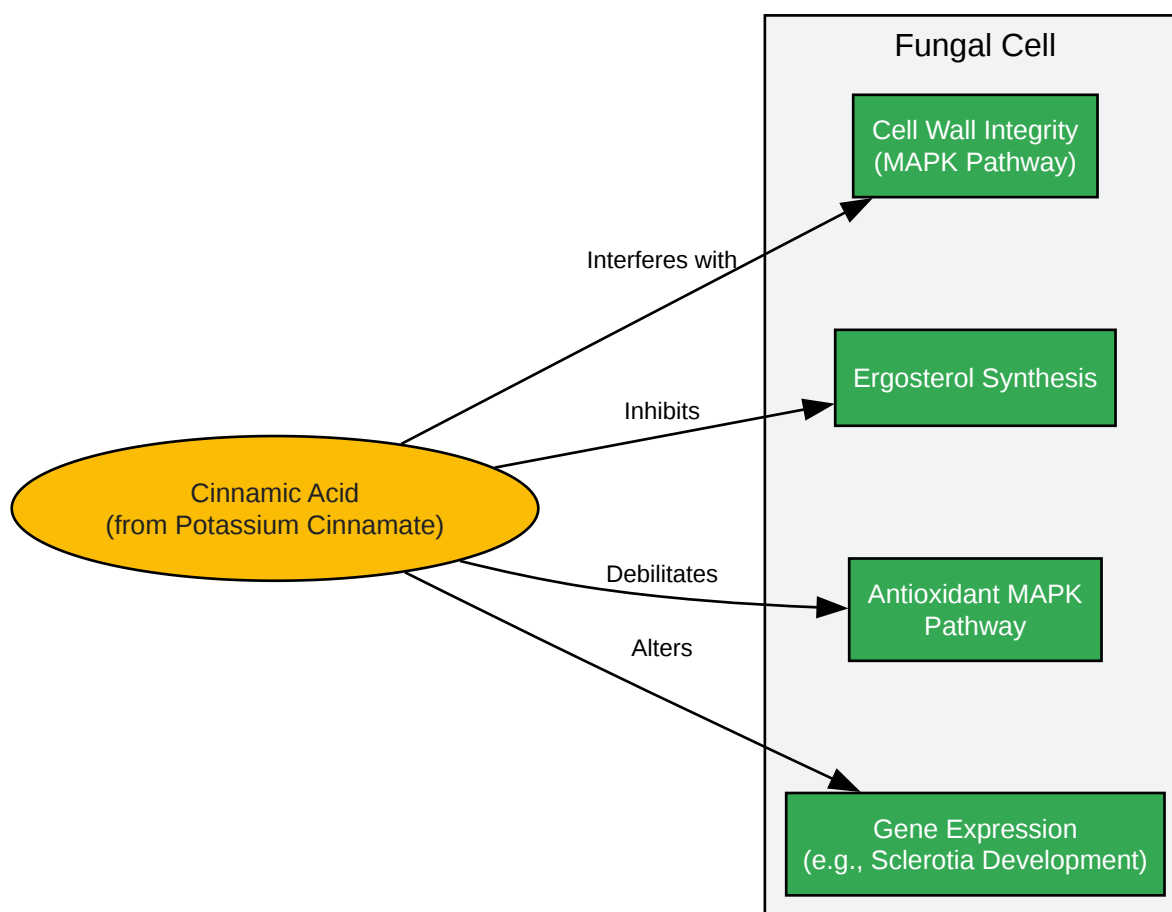 Fungal Cell
Cell Wall Integrity
(MAPK Pathway)
Interferes with
Ergosterol Synthesis
Inhibits
Cinnamic Acid
(from Potassium Cinnamate)
Debilitates
Antioxidant MAPK
Pathway
Alters
Gene Expression
(e.g., Sclerotia Development)